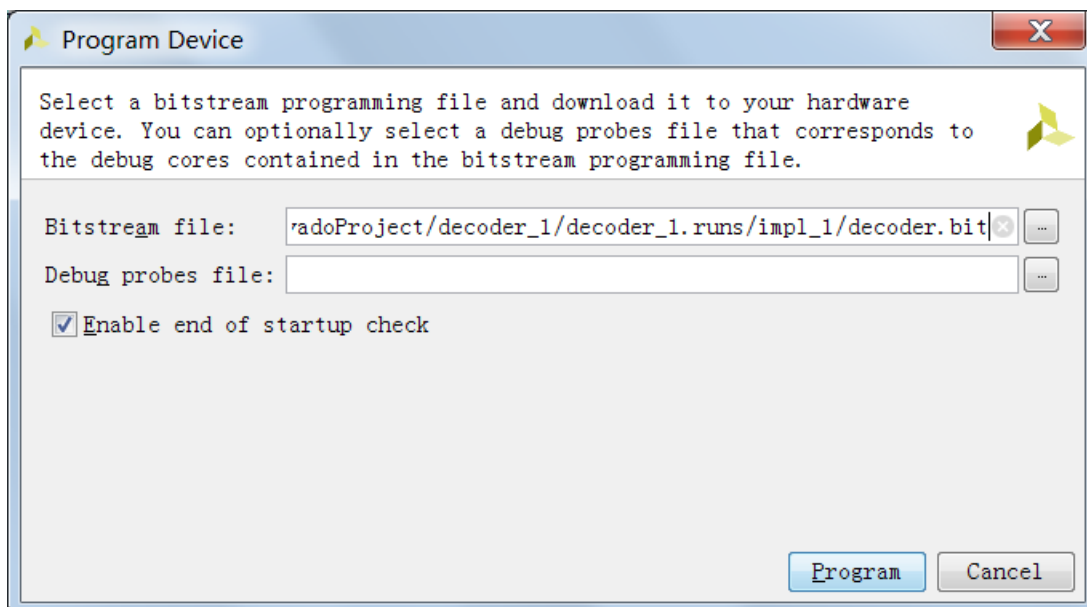 Program Device
Select a bitstream programming file and download it to your hardware
device. You can optionally select a debug probes file that corresponds to
the debug cores contained in the bitstream programming file.
Bitstream file: radoProject/decoder_1/decoder_1.runs/impl_1/decoder.bit ...
Debug probes file: ...
Enable end of startup check
Program Cancel